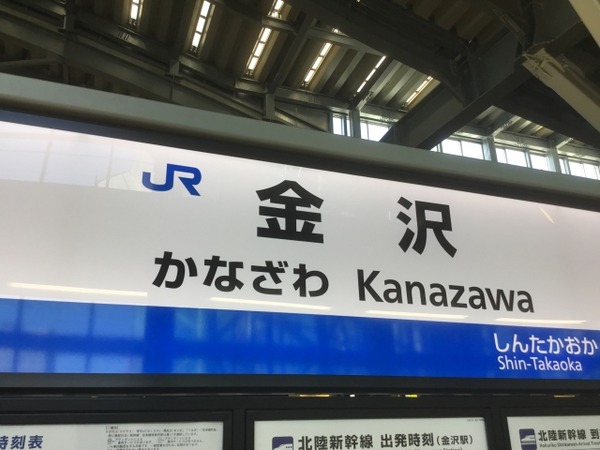 JR
金沢
かなざわ Kanazawa
しんたかおか
Shin-Takaoka
時刻表
北陸新幹線 出発時刻(金沢駅)
北陸新幹線 到